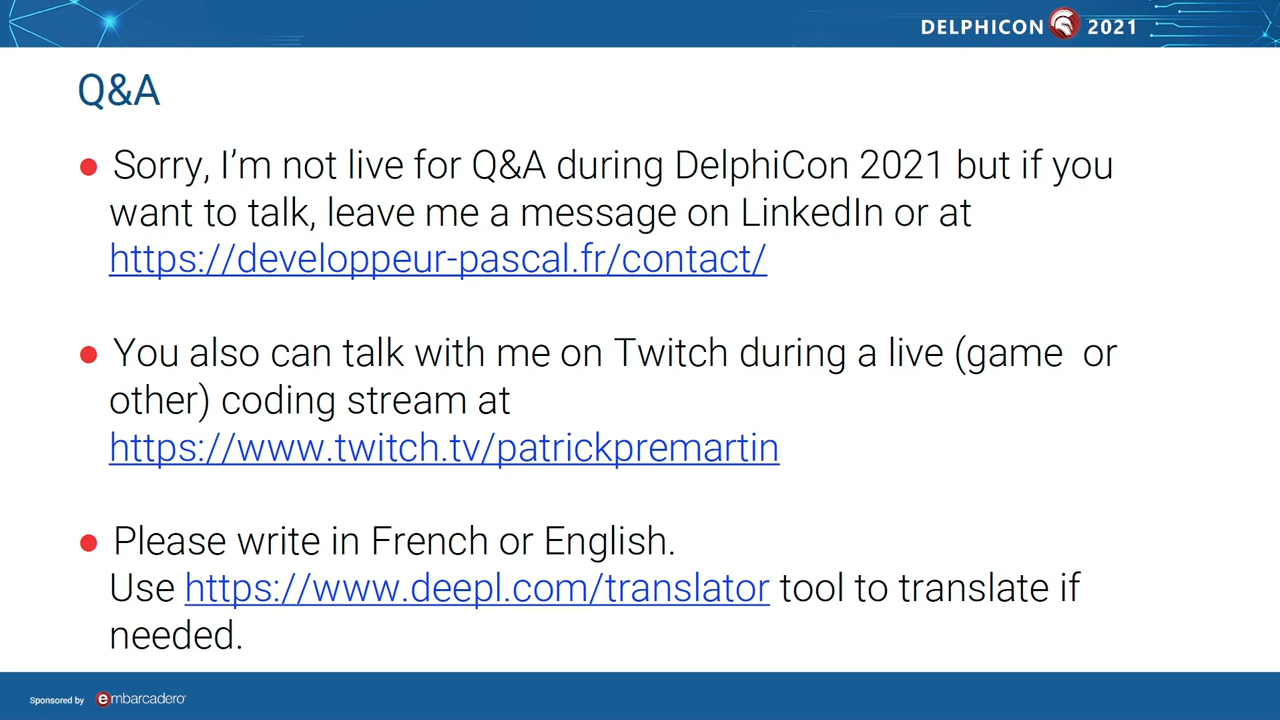 DELPHICON 2021
Q&A
Sorry, I’m not live for Q&A during DelphiCon 2021 but if you
want to talk, leave me a message on LinkedIn or at
https://developpeur-pascal.fr/contact/
You also can talk with me on Twitch during a live (game or
other) coding stream at
https://www.twitch.tv/patrickpremartin
Please write in French or English.
Use https://www.deepl.com/translator tool to translate if
needed.
Sponsored by embarcadero